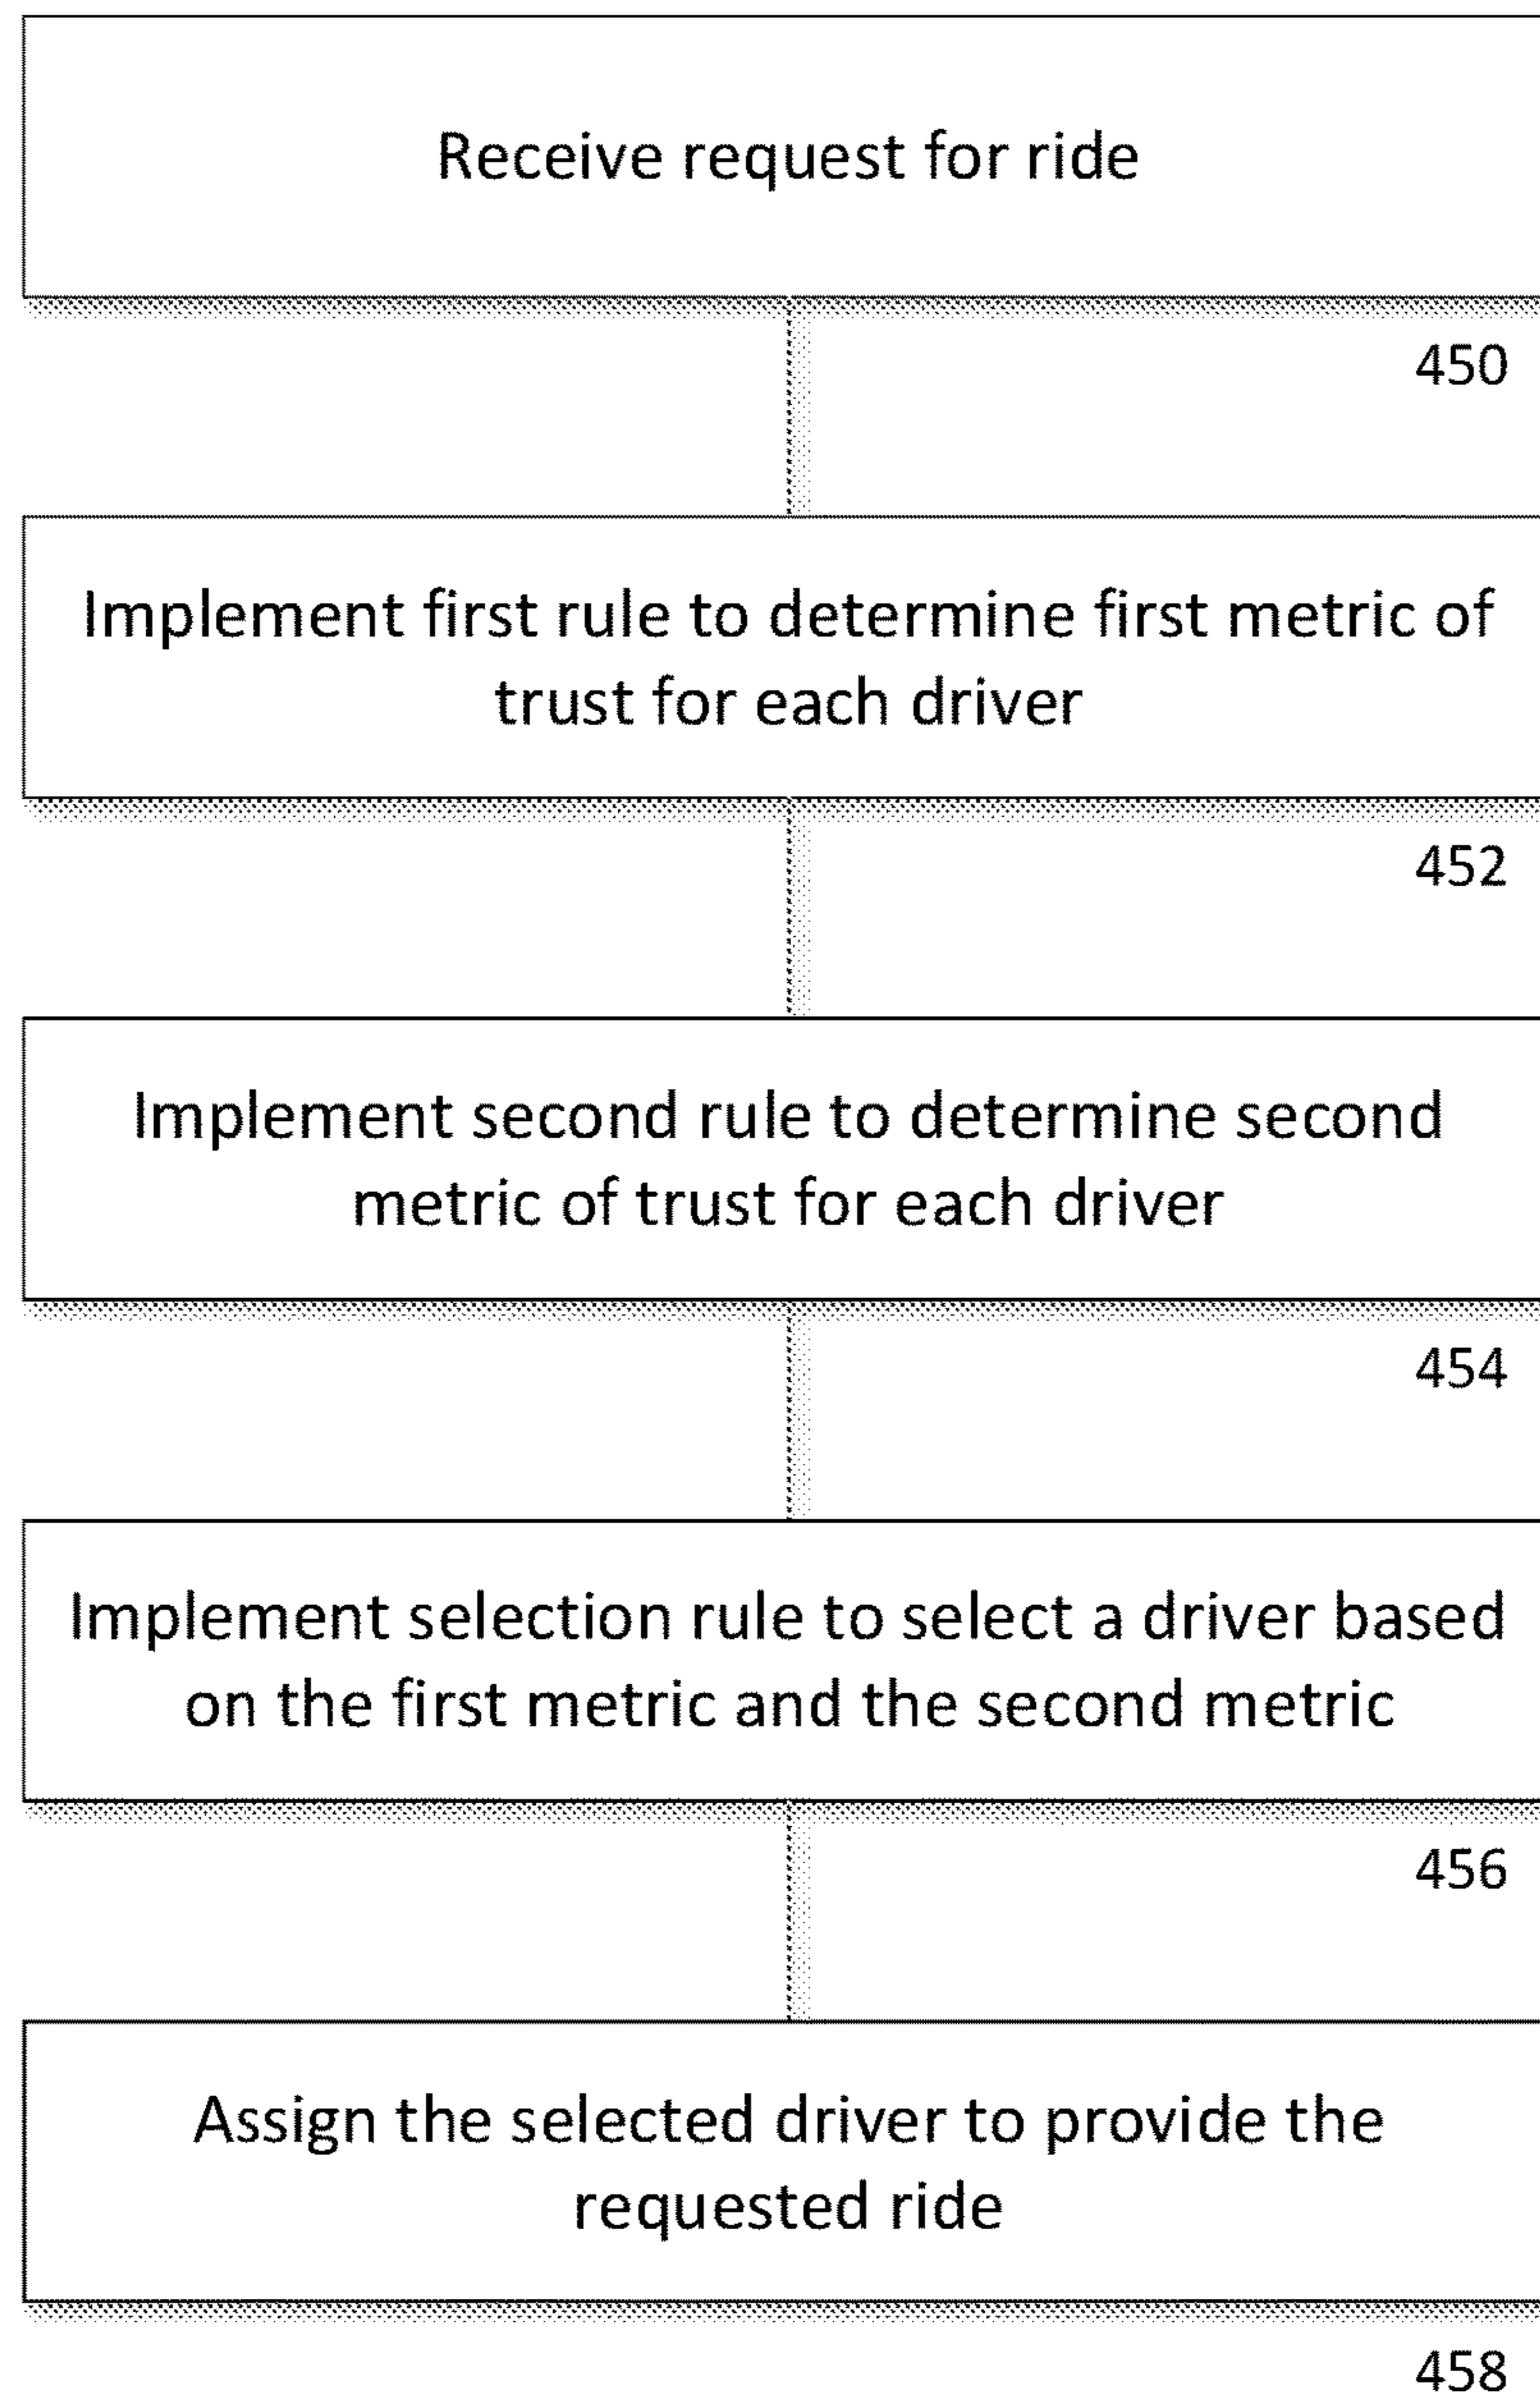 Receive request for ride
450
Implement first rule to determine first metric of
trust for each driver
452
Implement second rule to determine second
metric of trust for each driver
454
Implement selection rule to select a driver based
on the first metric and the second metric
456
Assign the selected driver to provide the
requested ride
458